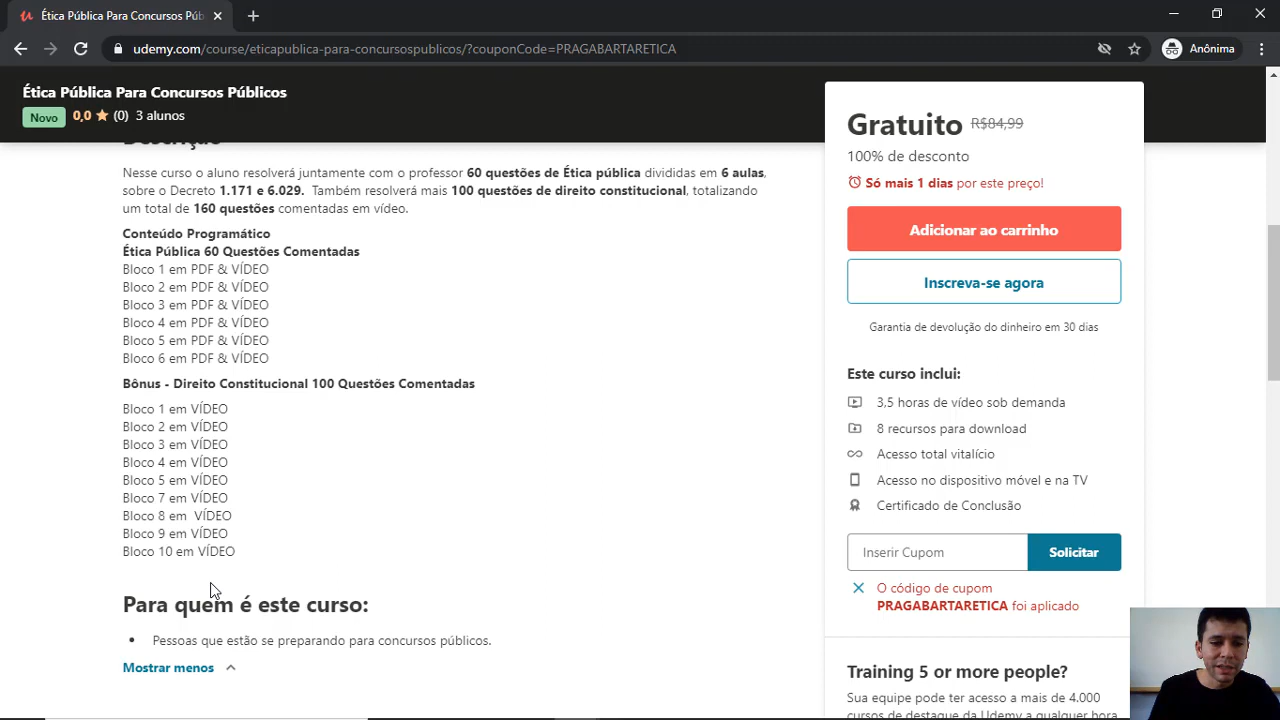 Ética Pública Para Concursos Púb
udemy.com/course/eticapublica-para-concursospublicos/?couponCode=PRAGABARTARETICA
Anônima
Ética Pública Para Concursos Públicos
Novo 0,0 (0) 3 alunos
Descrição
Nesse curso o aluno resolverá juntamente com o professor 60 questões de Ética pública dividas em 6 aulas,
sobre o Decreto 1.171 e 6.029. Também resolverá mais 100 questões de direito constitucional, totalizando
um total de 160 questões comentadas em vídeo.
Conteúdo Programático
Ética Pública 60 Questões Comentadas
Bloco 1 em PDF & VÍDEO
Bloco 2 em PDF & VÍDEO
Bloco 3 em PDF & VÍDEO
Bloco 4 em PDF & VÍDEO
Bloco 5 em PDF & VÍDEO
Bloco 6 em PDF & VÍDEO
Bônus - Direito Constitucional 100 Questões Comentadas
Bloco 1 em VÍDEO
Bloco 2 em VÍDEO
Bloco 3 em VÍDEO
Bloco 4 em VÍDEO
Bloco 5 em VÍDEO
Bloco 7 em VÍDEO
Bloco 8 em VÍDEO
Bloco 9 em VÍDEO
Bloco 10 em VÍDEO
Para quem é este curso:
Pessoas que estão se preparando para concursos públicos.
Mostrar menos
Gratuito R$84,99
100% de desconto
Só mais 1 dias por este preço!
Adicionar ao carrinho
Inscreva-se agora
Garantia de devolução do dinheiro em 30 dias
Este curso inclui:
3,5 horas de vídeo sob demanda
8 recursos para download
Acesso total vitalício
Acesso no dispositivo móvel e na TV
Certificado de Conclusão
Inserir Cupom Solicitar
O código de cupom
PRAGABARTARETICA foi aplicado
Training 5 or more people?
Sua equipe pode ter acesso a mais de 4.000
cursos de destaque da Udemy a qualquer hora